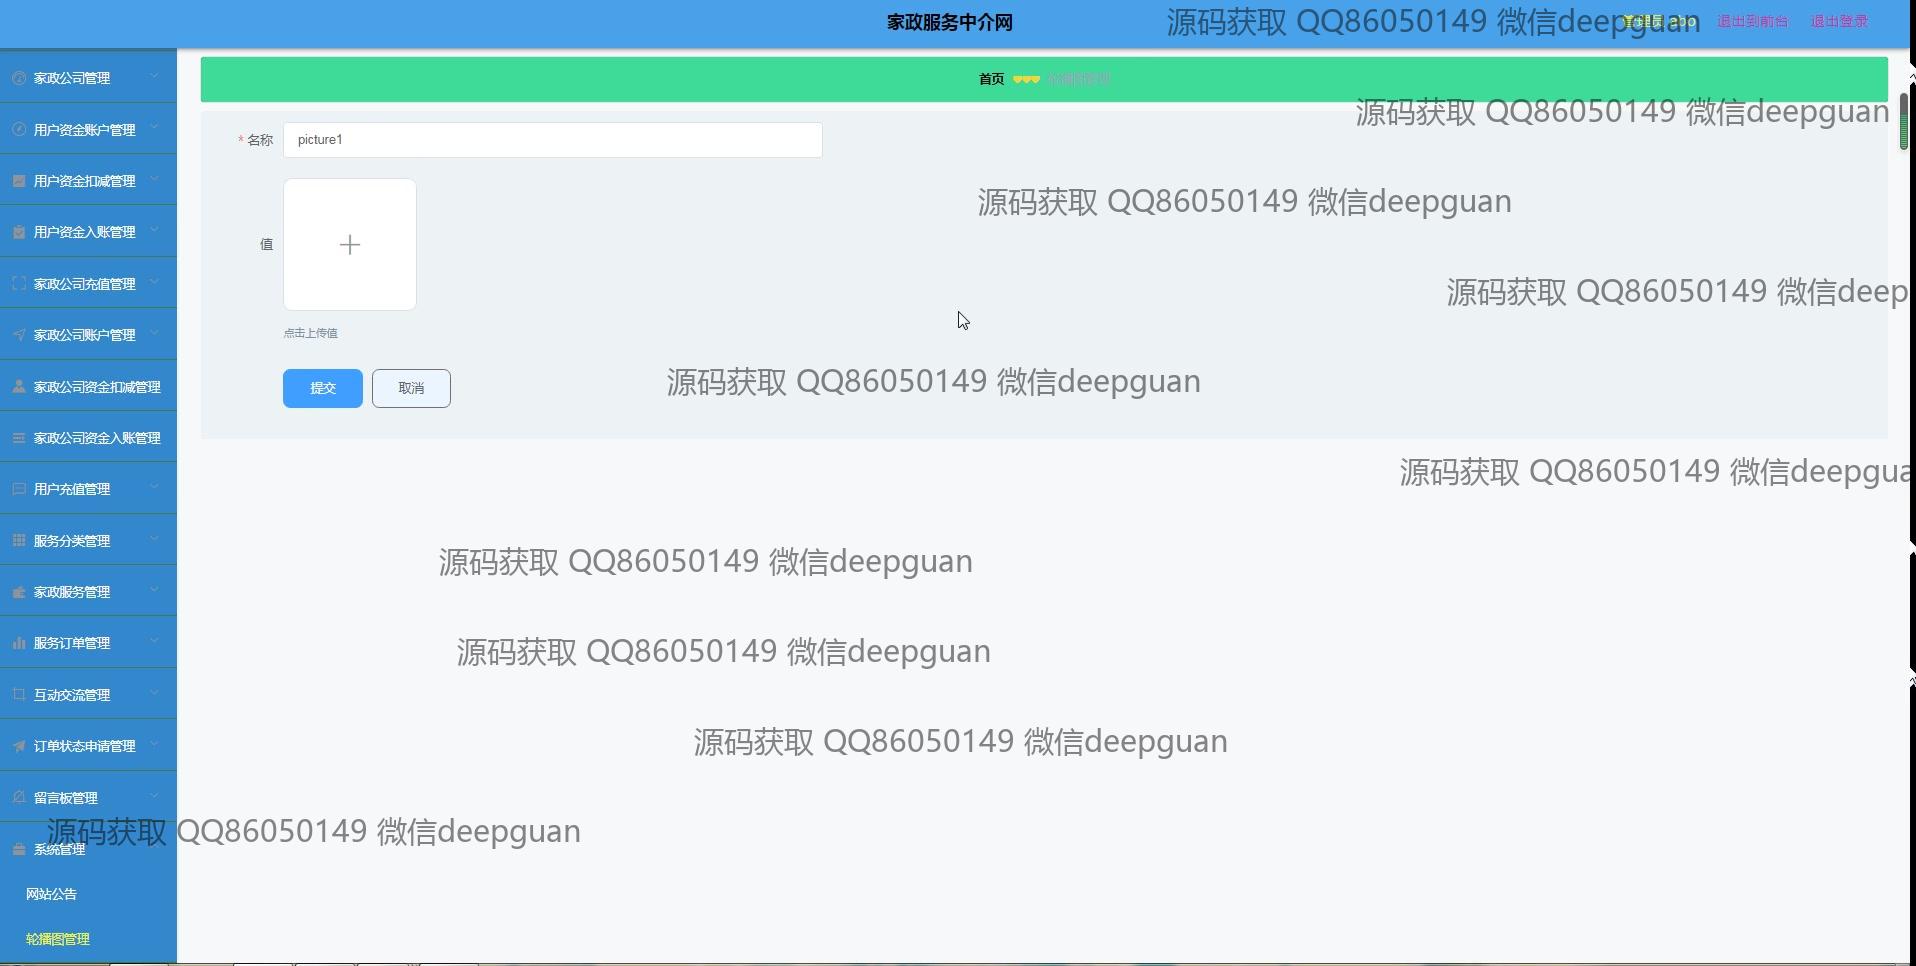 家政服务中介网
源码获取 QQ86050149 微信deepguan
管理员 abo
退出到前台
退出登录
首页
轮播图管理
源码获取 QQ86050149 微信deepguan
家政公司管理
用户资金账户管理
用户资金扣减管理
用户资金入账管理
家政公司充值管理
家政公司账户管理
家政公司资金扣减管理
家政公司资金入账管理
用户充值管理
服务分类管理
家政服务管理
服务订单管理
互动交流管理
订单状态申请管理
留言板管理
系统管理
网站公告
轮播图管理
* 名称
picture1
值
点击上传值
提交
取消
源码获取 QQ86050149 微信deepguan
源码获取 QQ86050149 微信deep
源码获取 QQ86050149 微信deepguan
源码获取 QQ86050149 微信deepgua
源码获取 QQ86050149 微信deepguan
源码获取 QQ86050149 微信deepguan
源码获取 QQ86050149 微信deepguan
源码获取 QQ86050149 微信deepguan